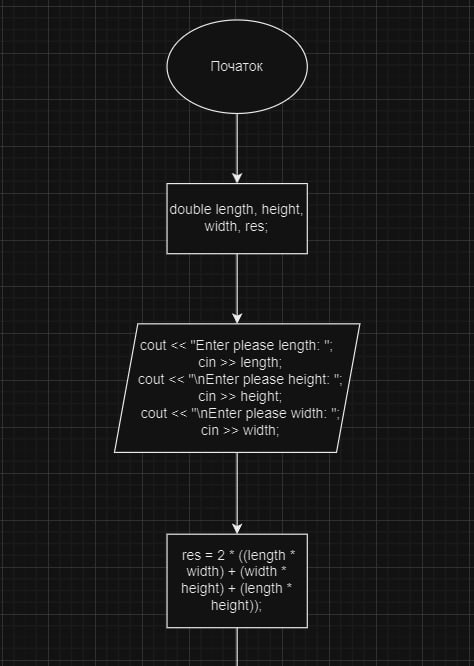 Початок
double length, height,
width, res;
cout << "Enter please length: ";
cin >> length;
cout << "\nEnter please height: ";
cin >> height;
cout << "\nEnter please width: ";
cin >> width;
res = 2 * ((length *
width) + (width *
height) + (length *
height));